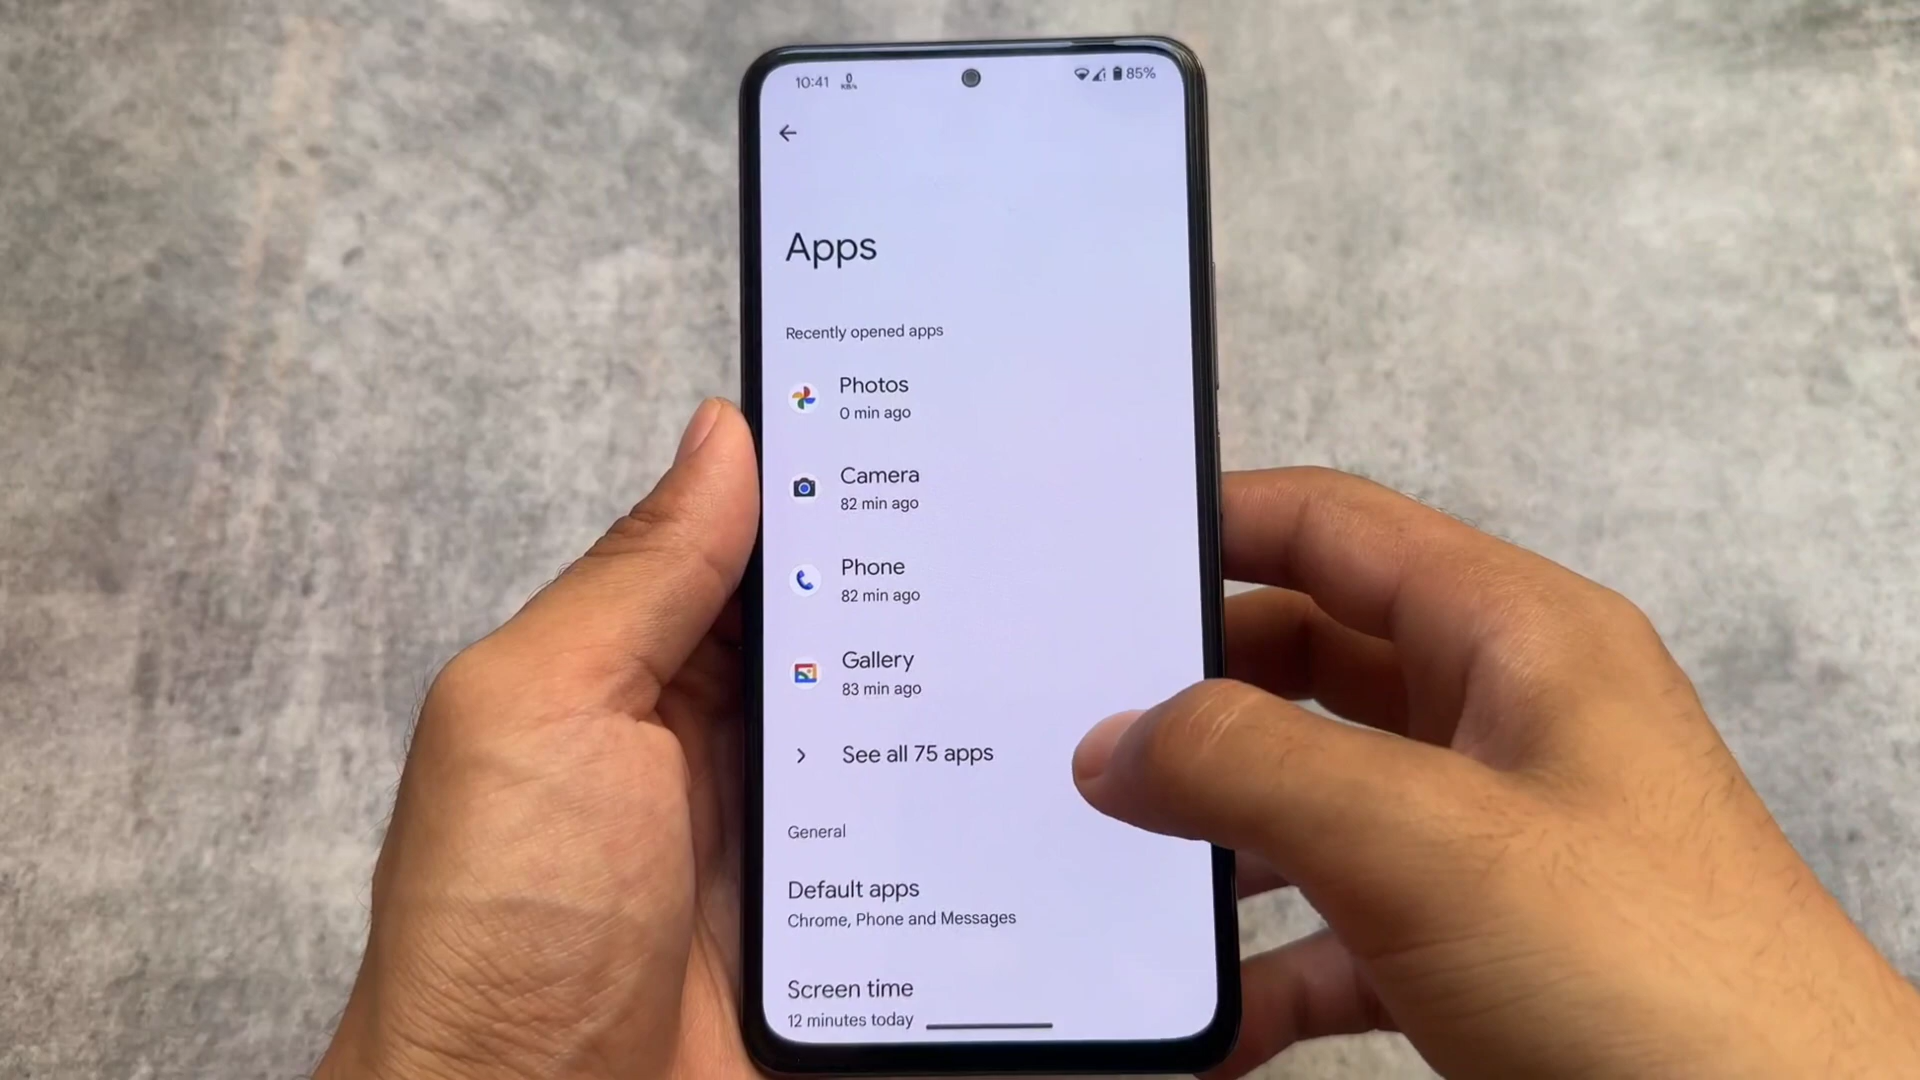 10:41 0 KB/s 85%
Apps
Recently opened apps
Photos
0 min ago
Camera
82 min ago
Phone
82 min ago
Gallery
83 min ago
See all 75 apps
General
Default apps
Chrome, Phone and Messages
Screen time
12 minutes today